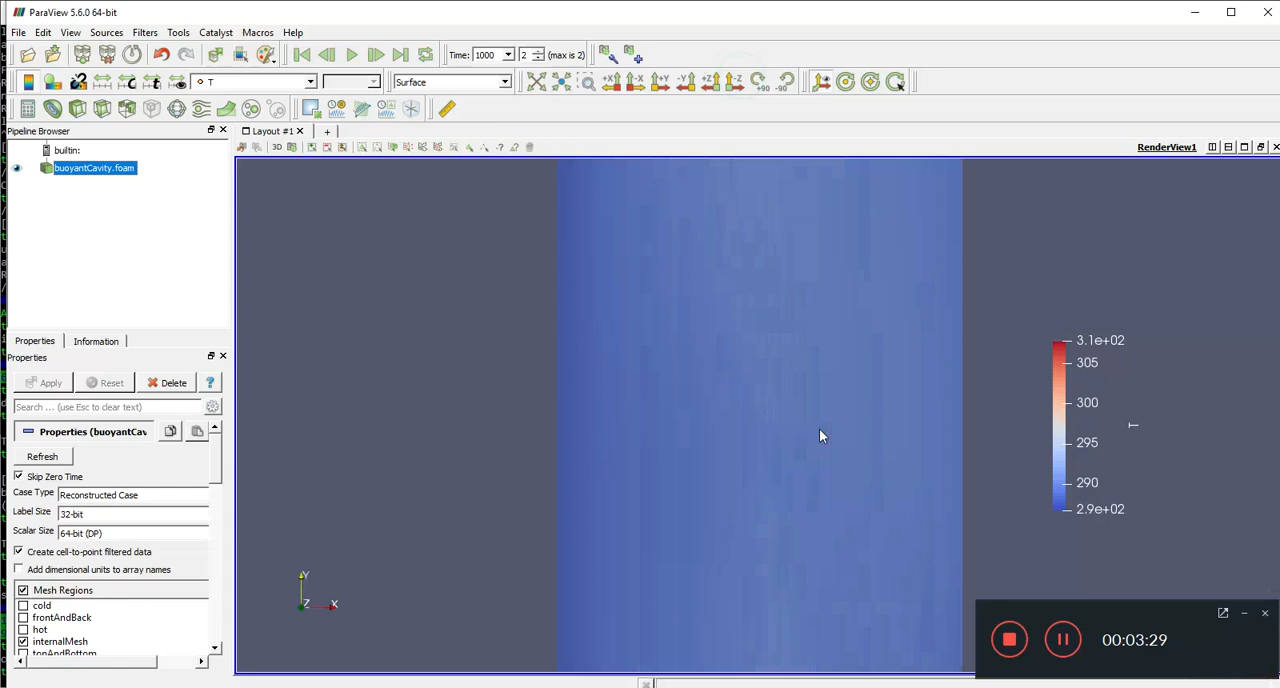 ParaView 5.6.0 64-bit
File Edit View Sources Filters Tools Catalyst Macros Help
Time: 1000 2 (max is 2)
T Surface +X -X +Y -Y +Z -Z +90 -90
Pipeline Browser
Layout #1
builtin:
3D
RenderView1
buoyantCavity.foam
Properties Information
Properties
Apply Reset Delete ?
Search ... (use Esc to clear text)
Properties (buoyantCav
Refresh
Skip Zero Time
Case Type Reconstructed Case
Label Size 32-bit
Scalar Size 64-bit (DP)
Create cell-to-point filtered data
Add dimensional units to array names
Mesh Regions
cold
frontAndBack
hot
internalMesh
topAndBottom
3.1e+02
305
300
295
290
2.9e+02
T
Y
Z X
00:03:29